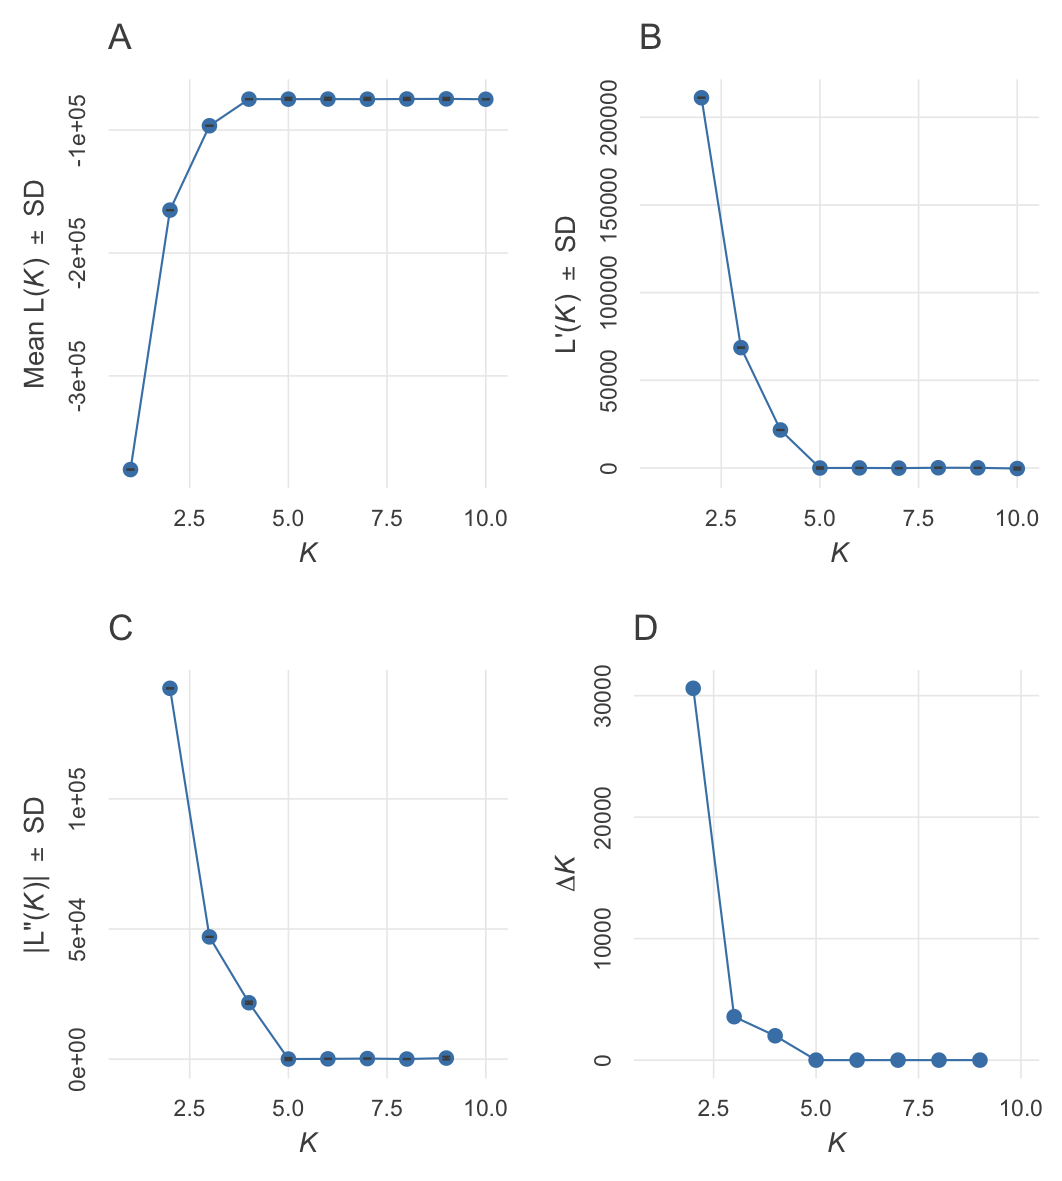 A
Mean L(K) ± SD
-1e+05
-2e+05
-3e+05
2.5 5.0 7.5 10.0
K
B
L'(K) ± SD
200000
150000
100000
50000
0
2.5 5.0 7.5 10.0
K
C
|L"(K)| ± SD
1e+05
5e+04
0e+00
2.5 5.0 7.5 10.0
K
D
ΔK
30000
20000
10000
0
2.5 5.0 7.5 10.0
K